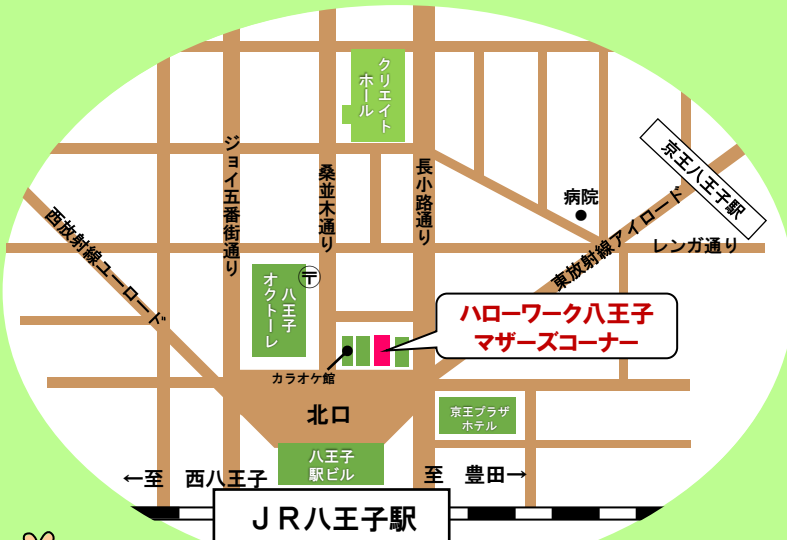 クリエイト
ホール
京王八王子駅
ジョイ五番街通り
桑並木通り
長小路通り
病院
西放射線ユーロード
東放射線アイロード
レンガ通り
〒
八王子
オクトーレ
ハローワーク八王子
マザーズコーナー
カラオケ館
北口
京王プラザ
ホテル
八王子
駅ビル
←至 西八王子
至 豊田→
ＪＲ八王子駅